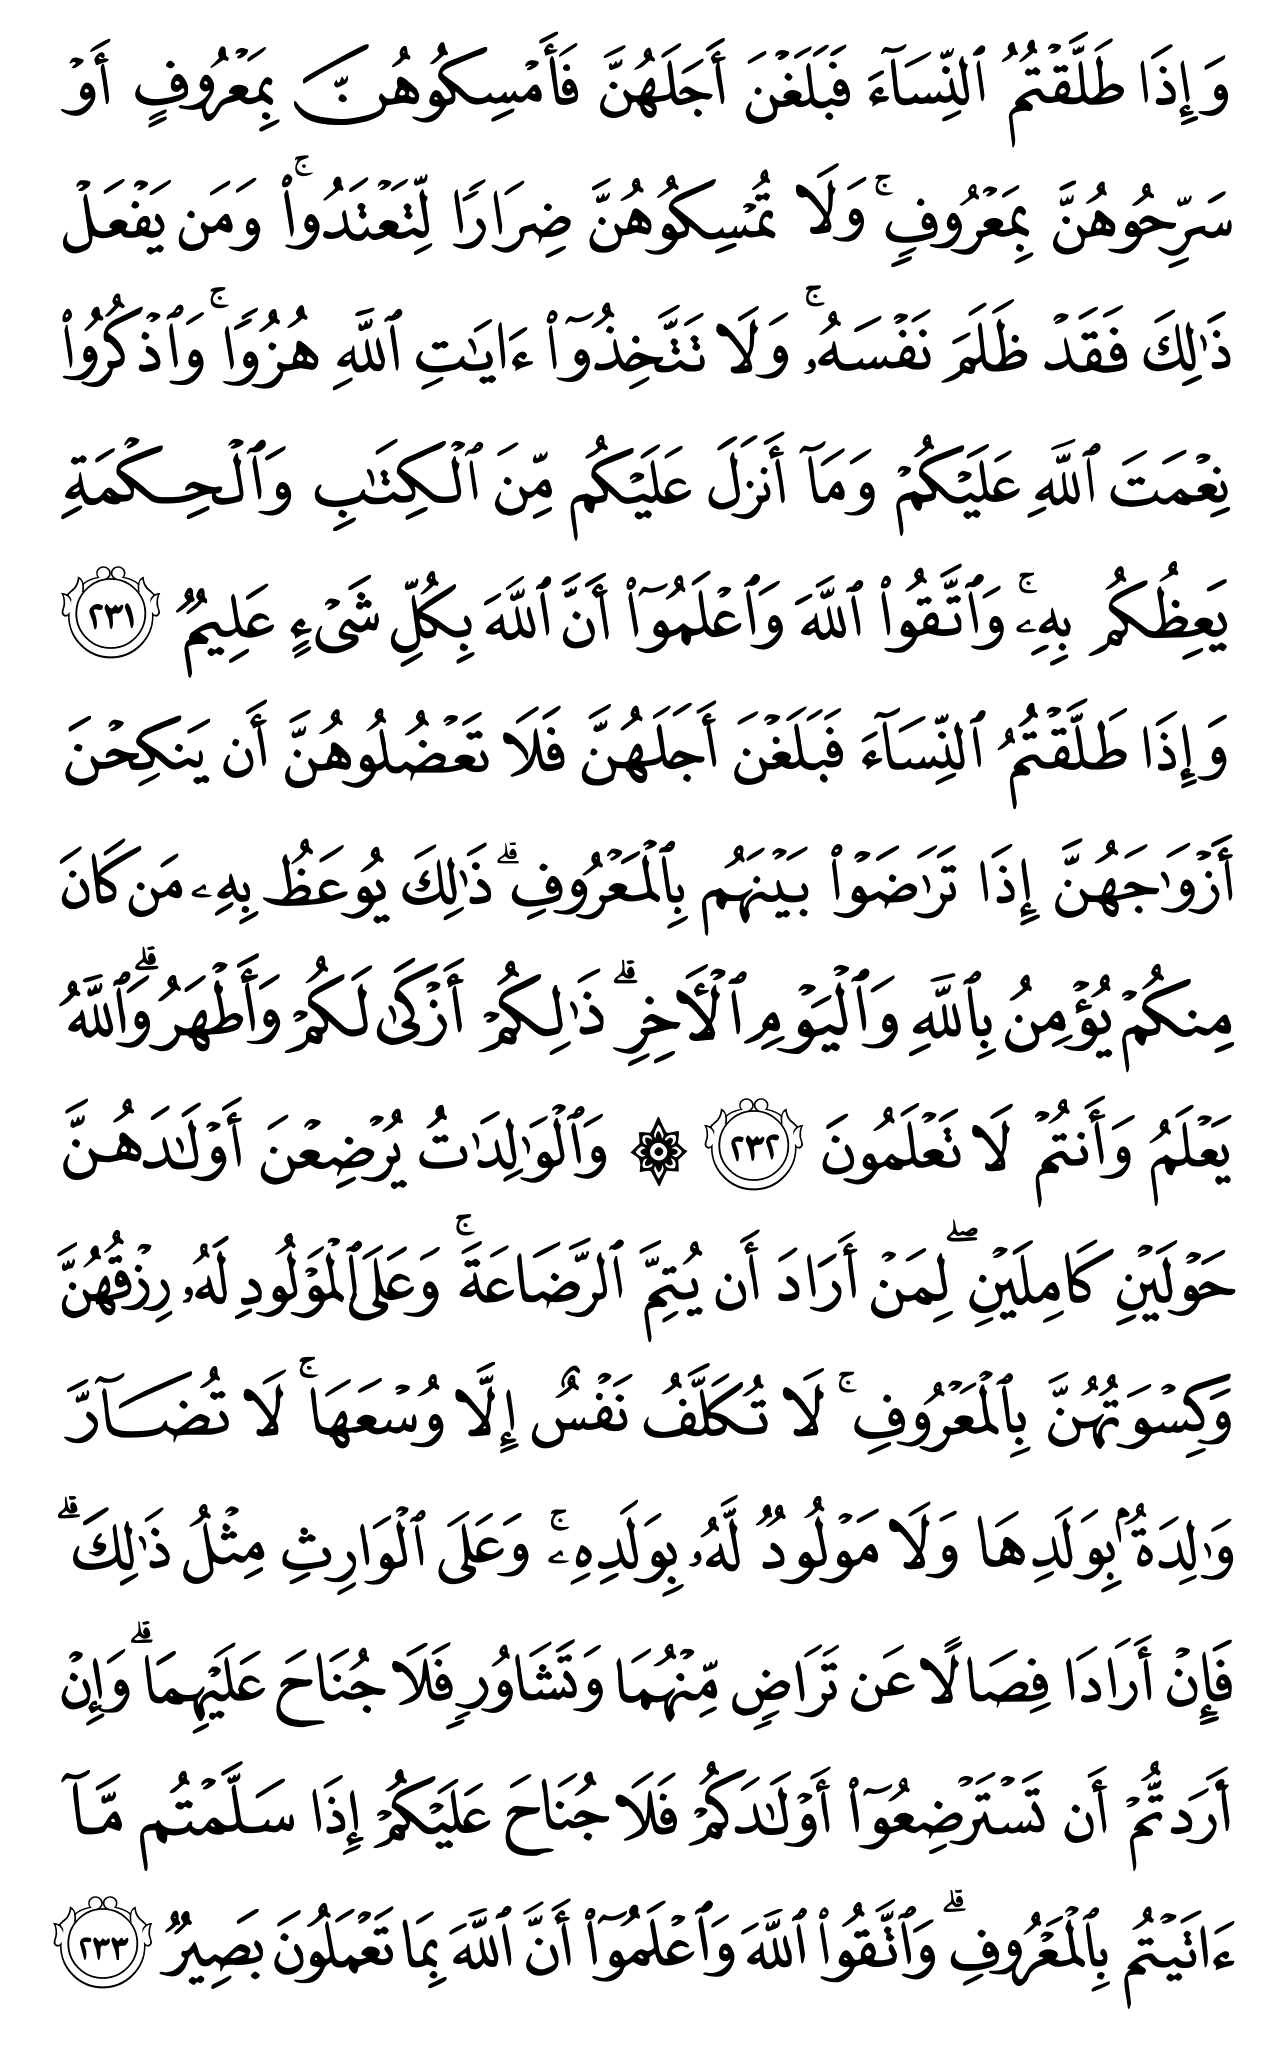 وَإِذَا طَلَّقْتُمُ ٱلنِّسَآءَ فَبَلَغْنَ أَجَلَهُنَّ فَأَمْسِكُوهُنَّ بِمَعْرُوفٍ أَوْ
سَرِّحُوهُنَّ بِمَعْرُوفٍۚ وَلَا تُمْسِكُوهُنَّ ضِرَارًا لِّتَعْتَدُوا۟ۚ وَمَن يَفْعَلْ
ذَٰلِكَ فَقَدْ ظَلَمَ نَفْسَهُۥۚ وَلَا تَتَّخِذُوٓا۟ ءَايَٰتِ ٱللَّهِ هُزُوًاۚ وَٱذْكُرُوا۟
نِعْمَتَ ٱللَّهِ عَلَيْكُمْ وَمَآ أَنزَلَ عَلَيْكُم مِّنَ ٱلْكِتَٰبِ وَٱلْحِكْمَةِ
يَعِظُكُم بِهِۦۚ وَٱتَّقُوا۟ ٱللَّهَ وَٱعْلَمُوٓا۟ أَنَّ ٱللَّهَ بِكُلِّ شَىْءٍ عَلِيمٌ ٢٣١
وَإِذَا طَلَّقْتُمُ ٱلنِّسَآءَ فَبَلَغْنَ أَجَلَهُنَّ فَلَا تَعْضُلُوهُنَّ أَن يَنكِحْنَ
أَزْوَٰجَهُنَّ إِذَا تَرَٰضَوْا۟ بَيْنَهُم بِٱلْمَعْرُوفِۗ ذَٰلِكَ يُوعَظُ بِهِۦ مَن كَانَ
مِنكُمْ يُؤْمِنُ بِٱللَّهِ وَٱلْيَوْمِ ٱلْأَخِرِۗ ذَٰلِكُمْ أَزْكَىٰ لَكُمْ وَأَطْهَرُۗ وَٱللَّهُ
يَعْلَمُ وَأَنتُمْ لَا تَعْلَمُونَ ٢٣٢ ۞ وَٱلْوَٰلِدَٰتُ يُرْضِعْنَ أَوْلَٰدَهُنَّ
حَوْلَيْنِ كَامِلَيْنِۖ لِمَنْ أَرَادَ أَن يُتِمَّ ٱلرَّضَاعَةَۚ وَعَلَى ٱلْمَوْلُودِ لَهُۥ رِزْقُهُنَّ
وَكِسْوَتُهُنَّ بِٱلْمَعْرُوفِۚ لَا تُكَلَّفُ نَفْسٌ إِلَّا وُسْعَهَاۚ لَا تُضَآرَّ
وَٰلِدَةٌۢ بِوَلَدِهَا وَلَا مَوْلُودٌ لَّهُۥ بِوَلَدِهِۦۚ وَعَلَى ٱلْوَارِثِ مِثْلُ ذَٰلِكَۗ
فَإِنْ أَرَادَا فِصَالًا عَن تَرَاضٍ مِّنْهُمَا وَتَشَاوُرٍ فَلَا جُنَاحَ عَلَيْهِمَاۗ وَإِنْ
أَرَدتُّمْ أَن تَسْتَرْضِعُوٓا۟ أَوْلَٰدَكُمْ فَلَا جُنَاحَ عَلَيْكُمْ إِذَا سَلَّمْتُم مَّآ
ءَاتَيْتُم بِٱلْمَعْرُوفِۗ وَٱتَّقُوا۟ ٱللَّهَ وَٱعْلَمُوٓا۟ أَنَّ ٱللَّهَ بِمَا تَعْمَلُونَ بَصِيرٌ ٢٣٣